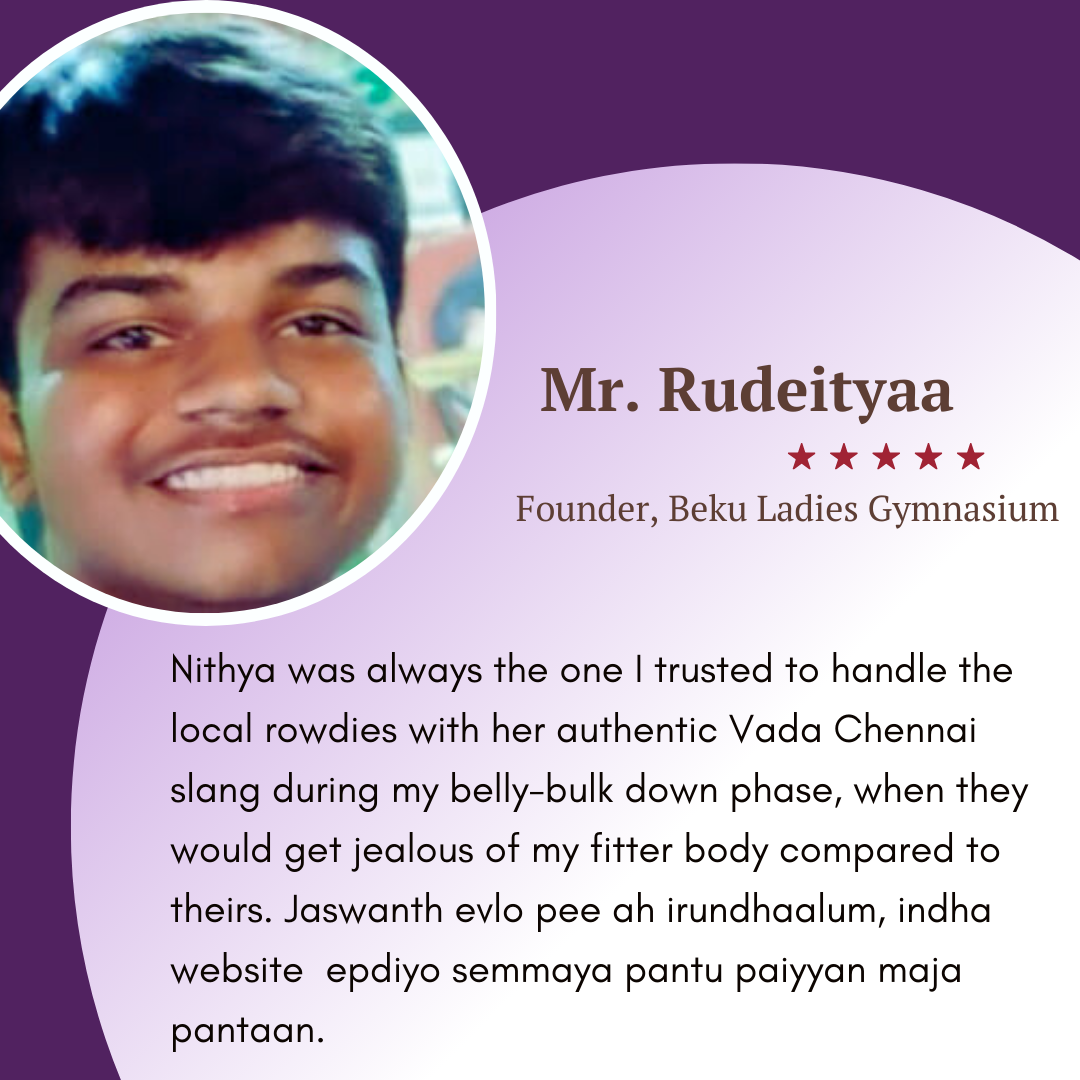 Mr. Rudeityaa
★★★★★
Founder, Beku Ladies Gymnasium
Nithya was always the one I trusted to handle the
local rowdies with her authentic Vada Chennai
slang during my belly-bulk down phase, when they
would get jealous of my fitter body compared to
theirs. Jaswanth evlo pee ah irundhaalum, indha
website  epdiyo semmaya pantu paiyyan maja
pantaan.